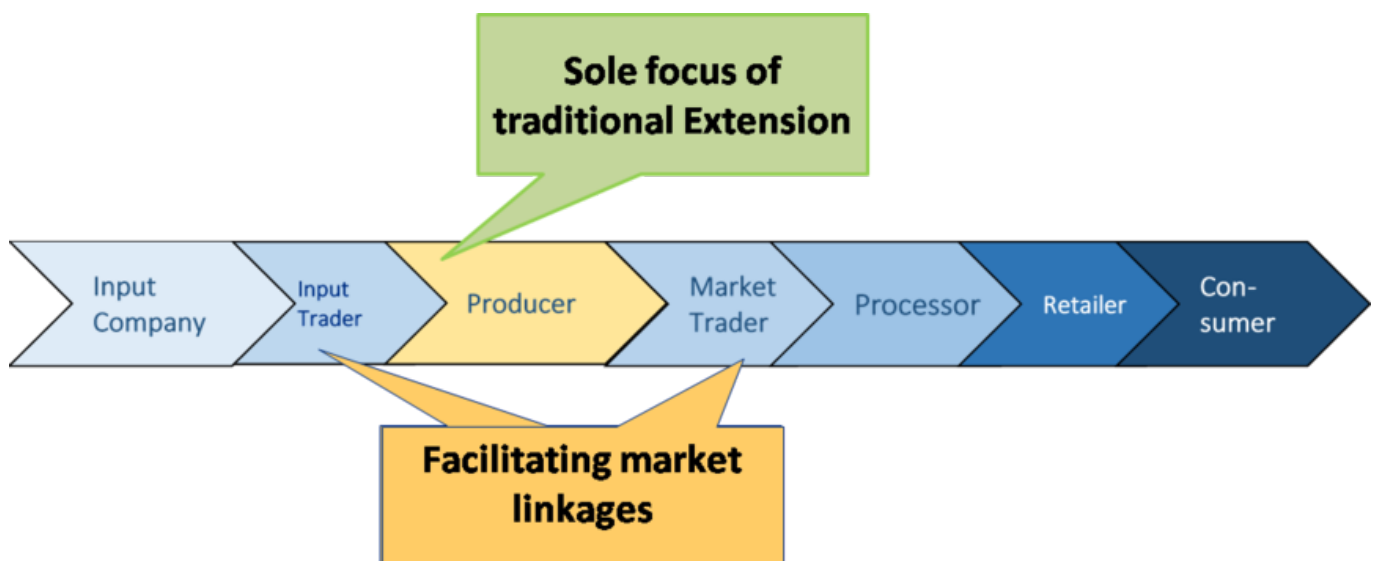 Sole focus of
traditional Extension
Input
Company
Input
Trader
Producer
Market
Trader
Processor
Retailer
Con-
sumer
Facilitating market
linkages